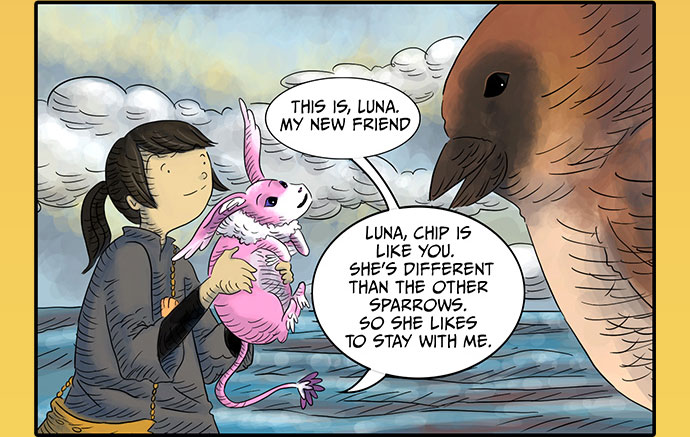 THIS IS, LUNA.
MY NEW FRIEND
LUNA, CHIP IS
LIKE YOU.
SHE'S DIFFERENT
THAN THE OTHER
SPARROWS.
SO SHE LIKES
TO STAY WITH ME.